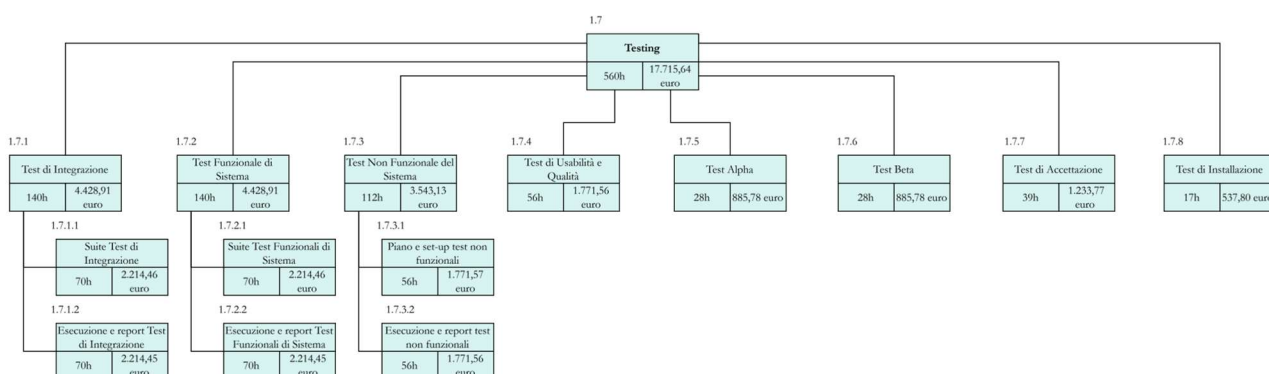 1.7
Testing
560h
17.715,64
euro
1.7.1
1.7.2
1.7.3
1.7.4
1.7.5
1.7.6
1.7.7
1.7.8
Test di Integrazione
140h
4.428,91
euro
Test Funzionale di
Sistema
140h
4.428,91
euro
Test Non Funzionale del
Sistema
112h
3.543,13
euro
Test di Usabilità e
Qualità
56h
1.771,56
euro
Test Alpha
28h
885,78 euro
Test Beta
28h
885,78 euro
Test di Accettazione
39h
1.233,77
euro
Test di Installazione
17h
537,80 euro
1.7.1.1
Suite Test di
Integrazione
70h
2.214,46
euro
1.7.2.1
Suite Test Funzionali di
Sistema
70h
2.214,46
euro
1.7.3.1
Piano e set-up test non
funzionali
56h
1.771,57
euro
1.7.1.2
Esecuzione e report Test
di Integrazione
70h
2.214,45
euro
1.7.2.2
Esecuzione e report Test
Funzionali di Sistema
70h
2.214,45
euro
1.7.3.2
Esecuzione e report test
non funzionali
56h
1.771,56
euro